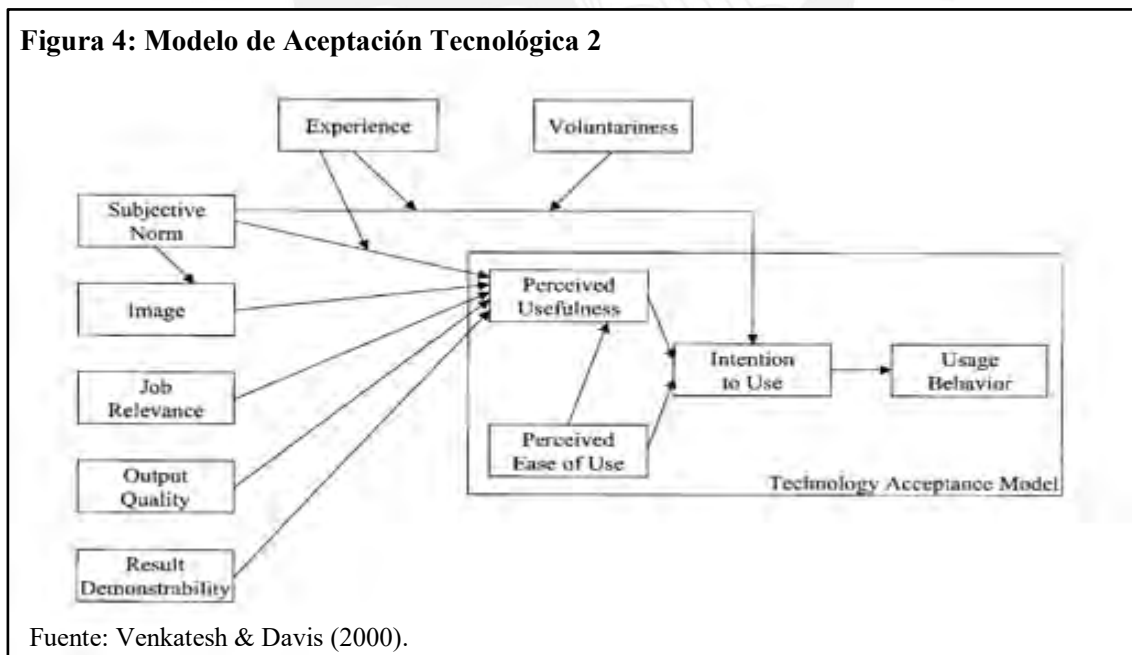 Figura 4: Modelo de Aceptación Tecnológica 2
Experience
Voluntariness
Subjective
Norm
Image
Job
Relevance
Output
Quality
Result
Demonstrability
Perceived
Usefulness
Perceived
Ease of Use
Intention
to Use
Usage
Behavior
Technology Acceptance Model
Fuente: Venkatesh & Davis (2000).